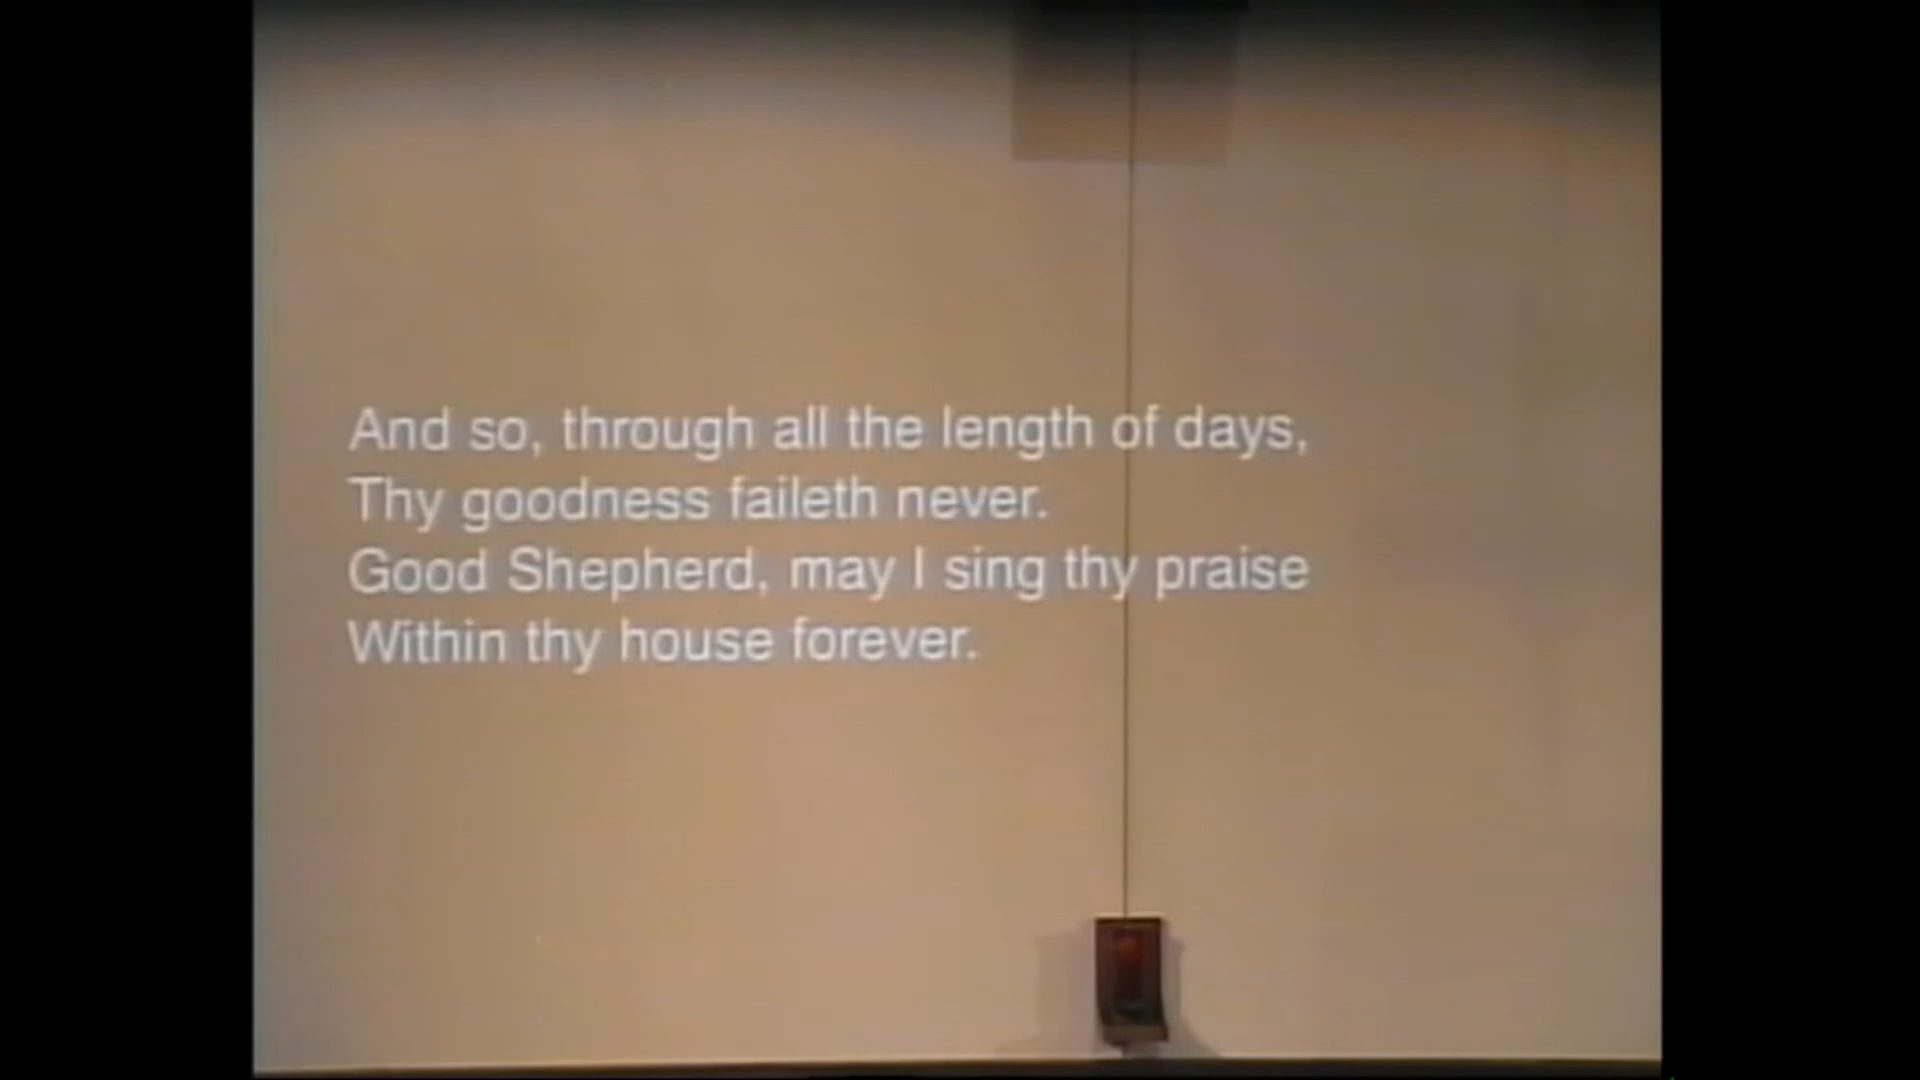 And so, through all the length of days,
Thy goodness faileth never.
Good Shepherd, may I sing thy praise
Within thy house forever.